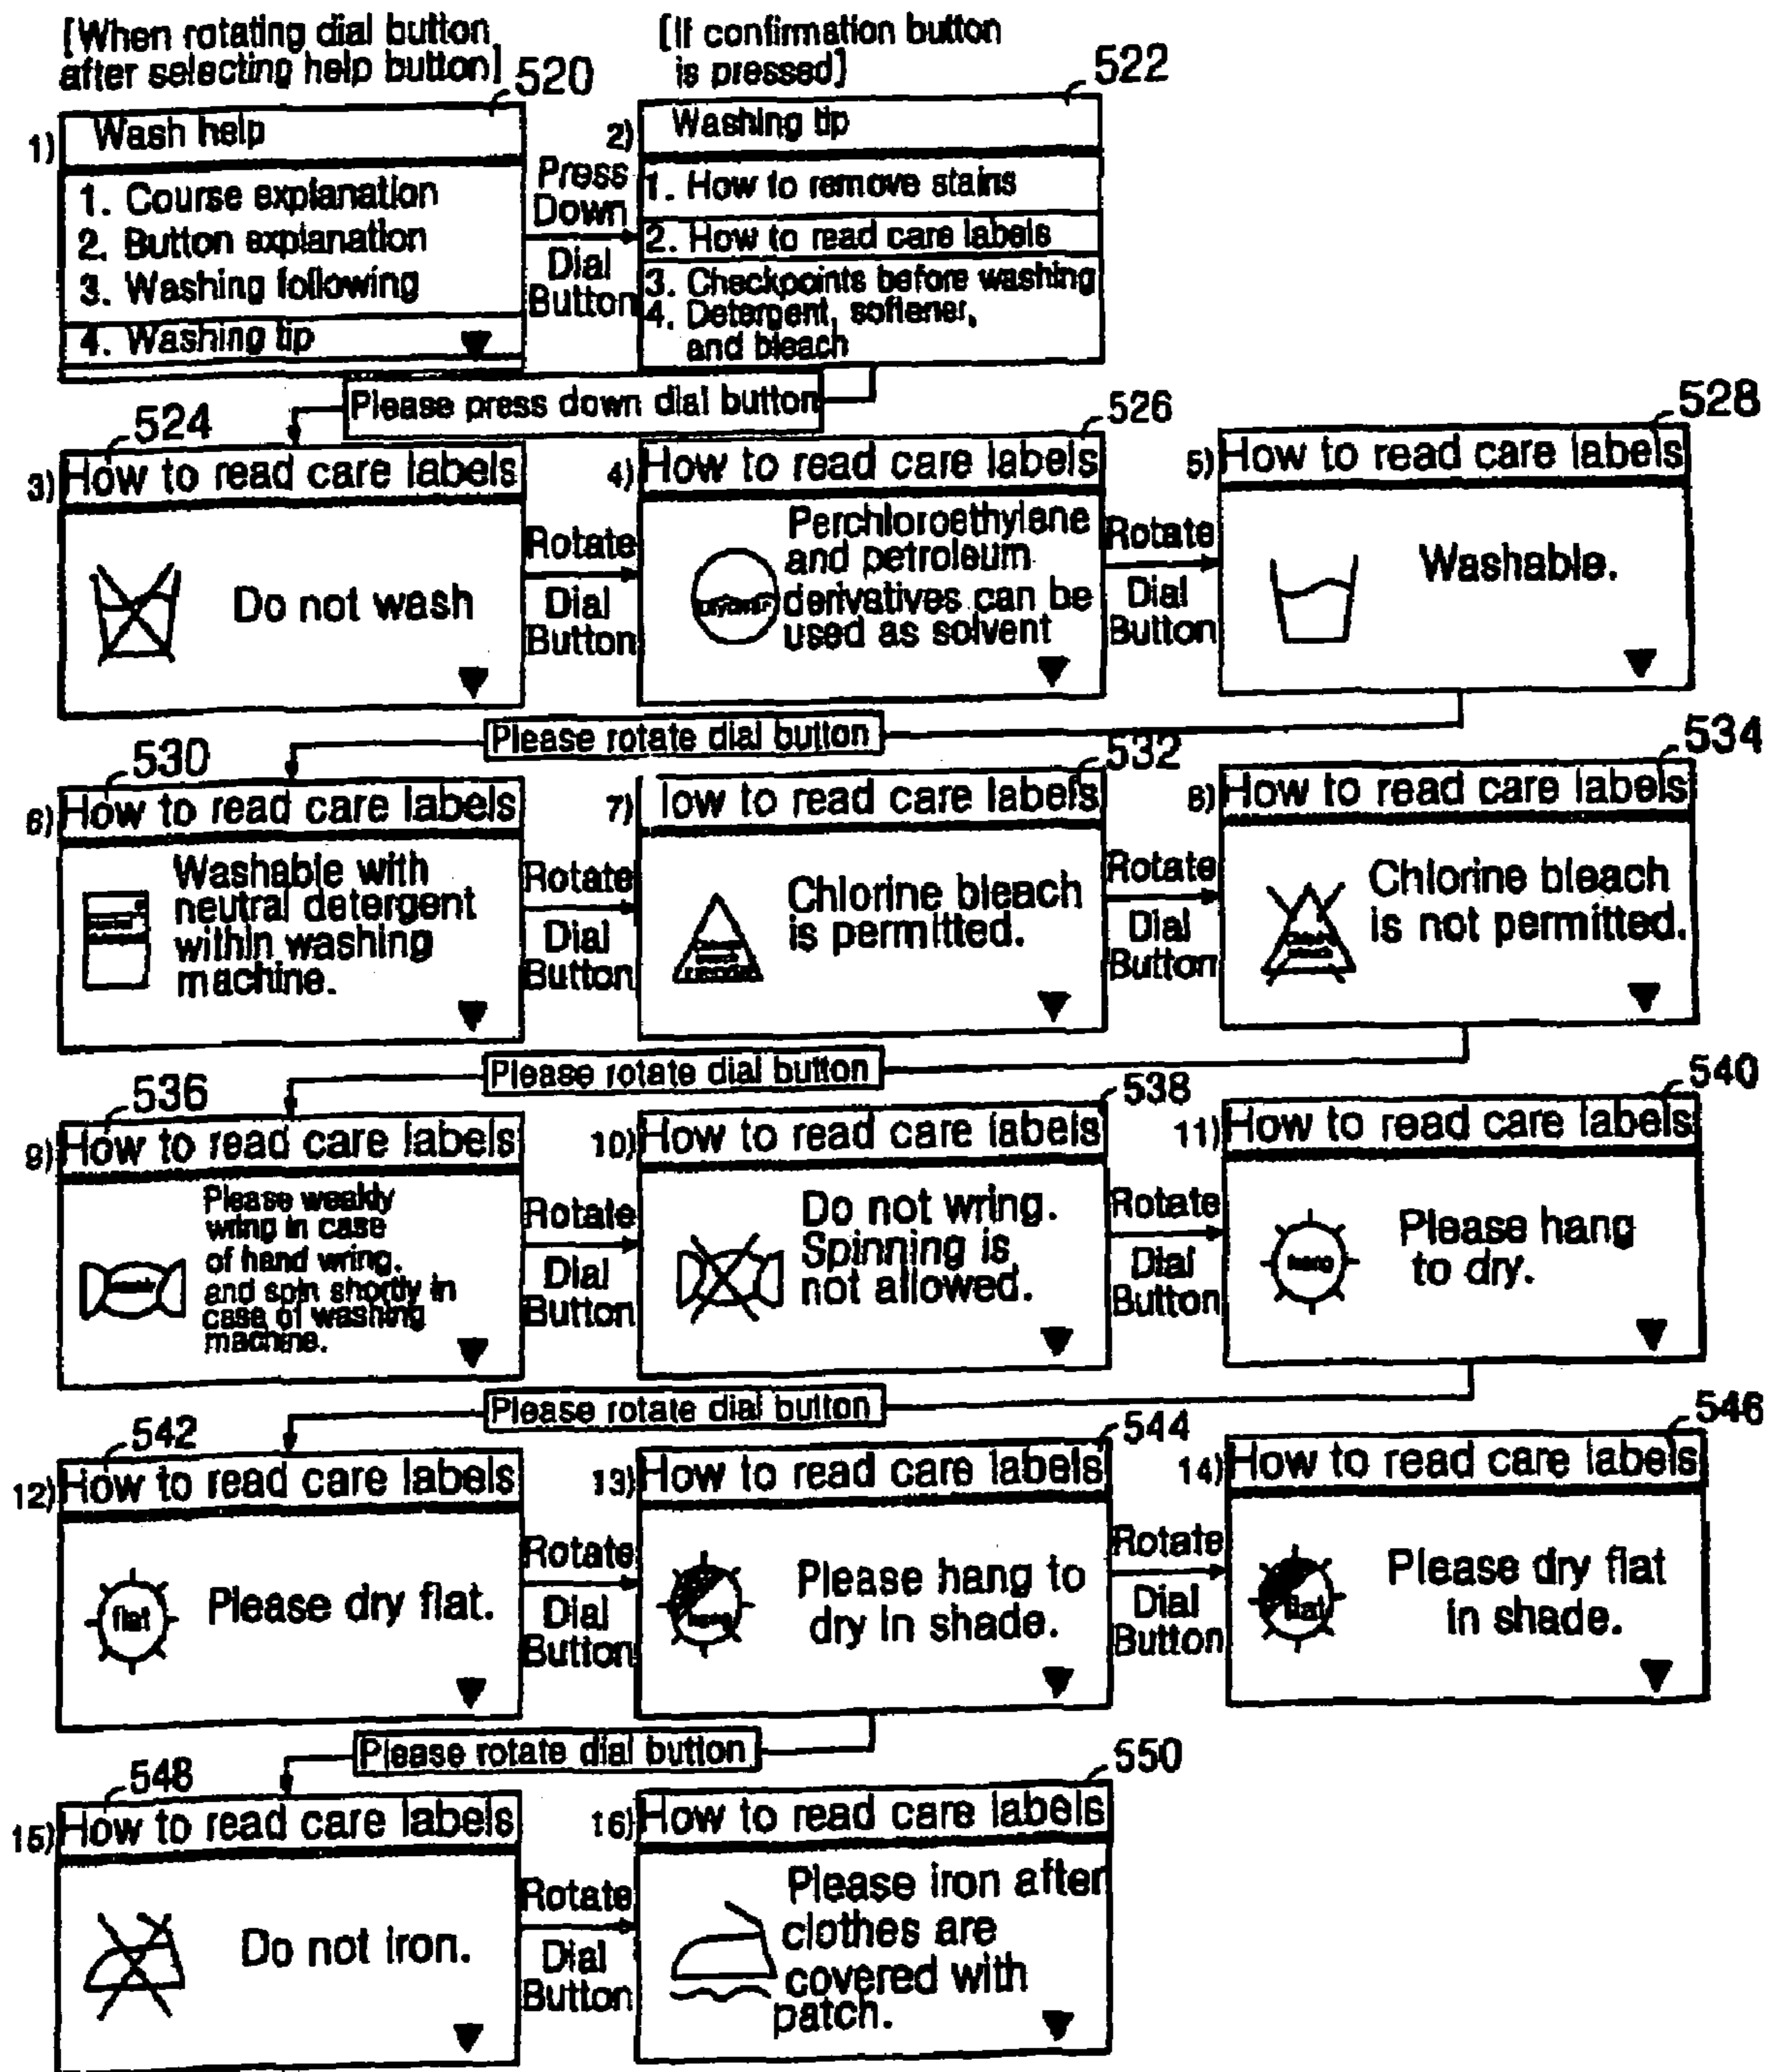 [When rotating dial button
after selecting help button]
[If confirmation button
is pressed]
520
522
1) Wash help
1. Course explanation
2. Button explanation
3. Washing following
4. Washing tip
Press
Down
Dial
Button
2) Washing tip
1. How to remove stains
2. How to read care labels
3. Checkpoints before washing
4. Detergent, softener,
and bleach
Please press down dial button
524
3) How to read care labels
Do not wash
Rotate
Dial
Button
526
4) How to read care labels
Perchloroethylene
and petroleum
derivatives can be
used as solvent
Rotate
Dial
Button
528
5) How to read care labels
Washable.
Please rotate dial button
530
6) How to read care labels
Washable with
neutral detergent
within washing
machine.
Rotate
Dial
Button
532
7) low to read care labels
Chlorine bleach
is permitted.
Rotate
Dial
Button
534
8) How to read care labels
Chlorine bleach
is not permitted.
Please rotate dial button
536
9) How to read care labels
Please weakly
wring in case
of hand wring.
and spin shortly in
case of washing
machine.
Rotate
Dial
Button
538
10) How to read care labels
Do not wring.
Spinning is
not allowed.
Rotate
Dial
Button
540
11) How to read care labels
hang
Please hang
to dry.
Please rotate dial button
542
12) How to read care labels
flat
Please dry flat.
Rotate
Dial
Button
544
13) How to read care labels
hang
Please hang to
dry in shade.
Rotate
Dial
Button
546
14) How to read care labels
flat
Please dry flat
in shade.
Please rotate dial button
548
15) How to read care labels
Do not iron.
Rotate
Dial
Button
550
16) How to read care labels
Please iron after
clothes are
covered with
patch.